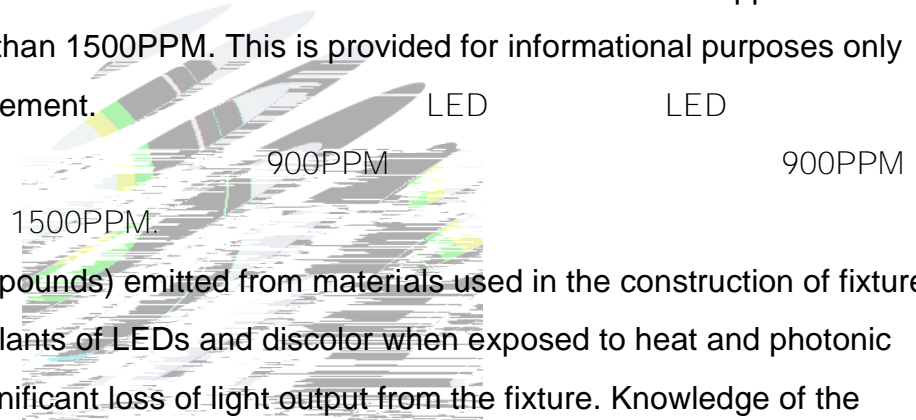 than 1500PPM. This is provided for informational purposes only
ement. LED LED
900PPM 900PPM
1500PPM.
pounds) emitted from materials used in the construction of fixture
lants of LEDs and discolor when exposed to heat and photonic
nificant loss of light output from the fixture. Knowledge of the